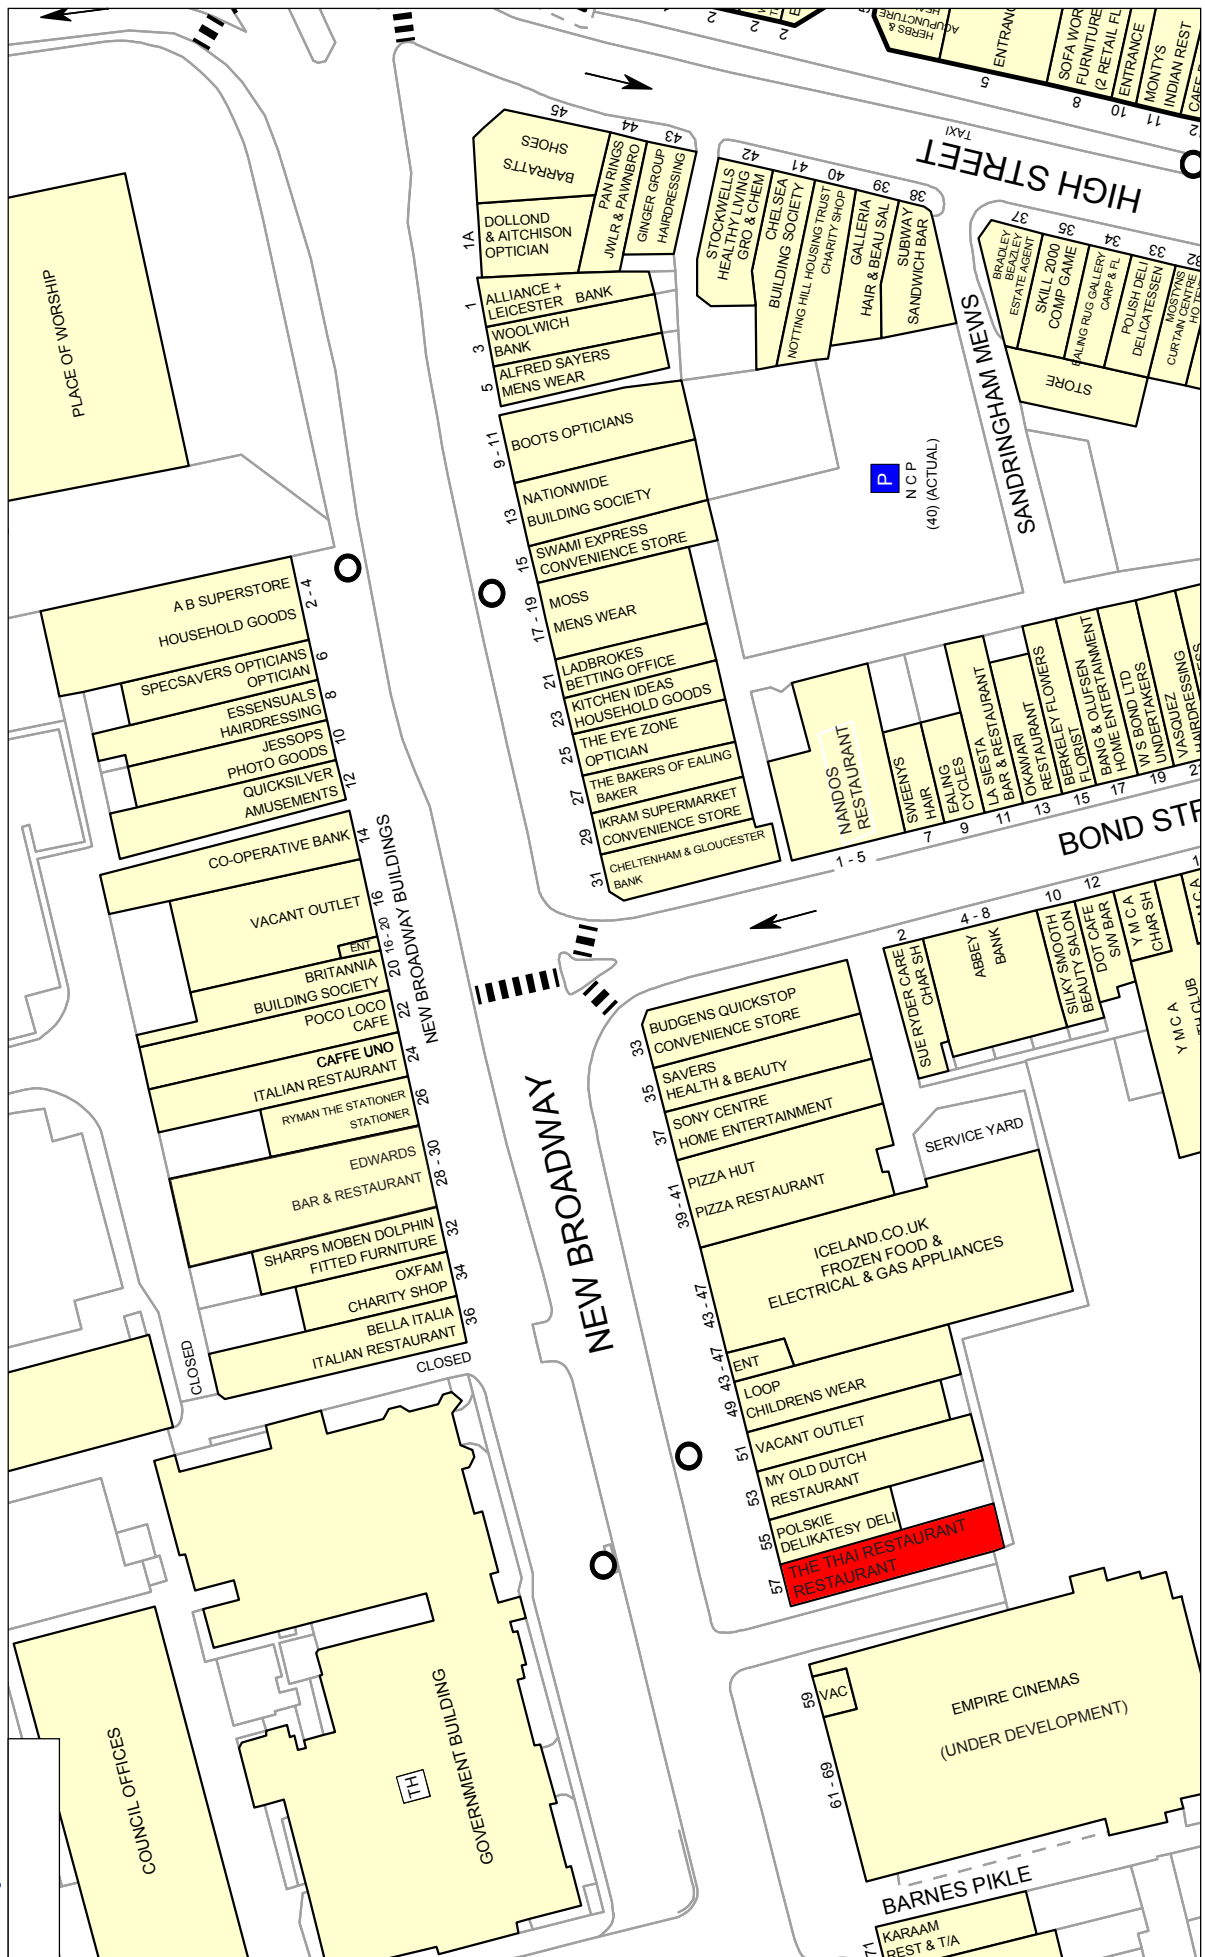 HERBS &
ACUPUNCTURE
5
SOFA WOR
FURNITURE
(2 RETAIL FL
8
ENTRANCE
10
MONTYS
INDIAN REST
11
TAXI
HIGH STREET
45
BARRATTS
SHOES
44
PAN RINGS
JWLR & PAWNBRO
43
GINGER GROUP
HAIRDRESSING
42
STOCKWELLS
HEALTHY LIVING
GRO & CHEM
41
CHELSEA
BUILDING SOCIETY
40
NOTTING HILL HOUSING TRUST
CHARITY SHOP
39
GALLERIA
HAIR & BEAU SAL
38
SUBWAY
SANDWICH BAR
37
BRADLEY
BEAZLEY
ESTATE AGENT
35
SKILL 2000
COMP GAME
34
EALING RUG GALLERY
CARP & FL
33
POLISH DELI
DELICATESSEN
32
MOSTYNS
CURTAIN CENTRE
STORE
SANDRINGHAM MEWS
P
N C P
(40) (ACTUAL)
PLACE OF WORSHIP
1A
DOLLOND
& AITCHISON
OPTICIAN
1
ALLIANCE +
LEICESTER BANK
3
WOOLWICH
BANK
5
ALFRED SAYERS
MENS WEAR
9 - 11
BOOTS OPTICIANS
13
NATIONWIDE
BUILDING SOCIETY
15
SWAMI EXPRESS
CONVENIENCE STORE
17 - 19
MOSS
MENS WEAR
21
LADBROKES
BETTING OFFICE
23
KITCHEN IDEAS
HOUSEHOLD GOODS
25
THE EYE ZONE
OPTICIAN
27
THE BAKERS OF EALING
BAKER
29
IKRAM SUPERMARKET
CONVENIENCE STORE
31
CHELTENHAM & GLOUCESTER
BANK
A B SUPERSTORE
HOUSEHOLD GOODS
2 - 4
SPECSAVERS OPTICIANS
OPTICIAN
6
ESSENSUALS
HAIRDRESSING
8
JESSOPS
PHOTO GOODS
10
QUICKSILVER
AMUSEMENTS
12
CO-OPERATIVE BANK
14
VACANT OUTLET
16
ENT
16 - 20
BRITANNIA
BUILDING SOCIETY
20
POCO LOCO
CAFE
22
CAFFE UNO
ITALIAN RESTAURANT
24
RYMAN THE STATIONER
STATIONER
26
EDWARDS
BAR & RESTAURANT
28 - 30
SHARPS MOBEN DOLPHIN
FITTED FURNITURE
32
OXFAM
CHARITY SHOP
34
BELLA ITALIA
ITALIAN RESTAURANT
36
NEW BROADWAY BUILDINGS
CLOSED
CLOSED
NEW BROADWAY
NANDOS
RESTAURANT
1 - 5
SWEENYS
HAIR
7
EALING
CYCLES
9
LA SIESTA
BAR & RESTAURANT
11
OKAWARI
RESTAURANT
13
BERKELEY FLOWERS
FLORIST
15
BANG & OLUFSEN
HOME ENTERTAINMENT
17
W S BOND LTD
UNDERTAKERS
19
VASQUEZ
HAIRDRESSING
BOND STR
2
SUE RYDER CARE
CHAR SH
4 - 8
ABBEY
BANK
10
SILKY SMOOTH
BEAUTY SALON
12
DOT CAFE
S/W BAR
Y M C A
CHAR SH
Y M C A
33
BUDGENS QUICKSTOP
CONVENIENCE STORE
35
SAVERS
HEALTH & BEAUTY
37
SONY CENTRE
HOME ENTERTAINMENT
39 - 41
PIZZA HUT
PIZZA RESTAURANT
SERVICE YARD
43 - 47
ICELAND.CO.UK
FROZEN FOOD &
ELECTRICAL & GAS APPLIANCES
43 - 47
ENT
49
LOOP
CHILDRENS WEAR
51
VACANT OUTLET
53
MY OLD DUTCH
RESTAURANT
55
POLSKIE
DELIKATESY DELI
57
THE THAI RESTAURANT
RESTAURANT
59
VAC
61 - 69
EMPIRE CINEMAS
(UNDER DEVELOPMENT)
BARNES PIKLE
71
KARAAM
REST & T/A
TH
GOVERNMENT BUILDING
COUNCIL OFFICES